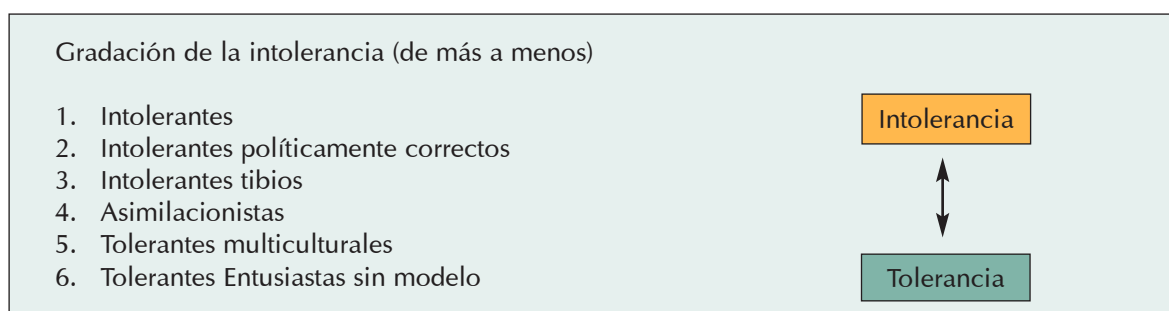 Gradación de la intolerancia (de más a menos)
1. Intolerantes
2. Intolerantes políticamente correctos
3. Intolerantes tibios
4. Asimilacionistas
5. Tolerantes multiculturales
6. Tolerantes Entusiastas sin modelo
Intolerancia
Tolerancia